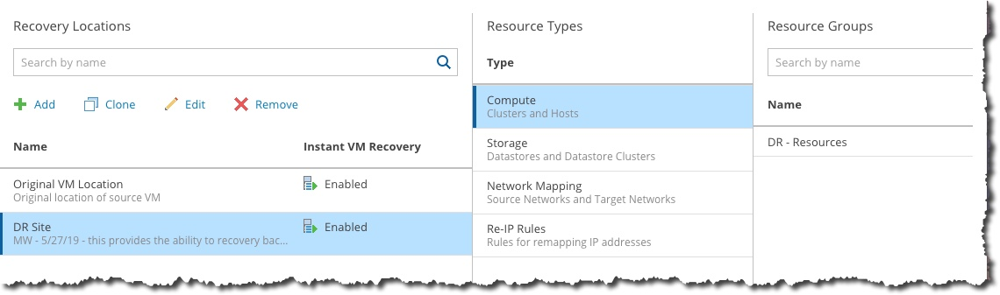 Recovery Locations
Search by name
Add
Clone
Edit
Remove
Name
Instant VM Recovery
Original VM Location
Original location of source VM
Enabled
DR Site
MW - 5/27/19 - this provides the ability to recovery bac...
Enabled
Resource Types
Type
Compute
Clusters and Hosts
Storage
Datastores and Datastore Clusters
Network Mapping
Source Networks and Target Networks
Re-IP Rules
Rules for remapping IP addresses
Resource Groups
Search by name
Name
DR - Resources